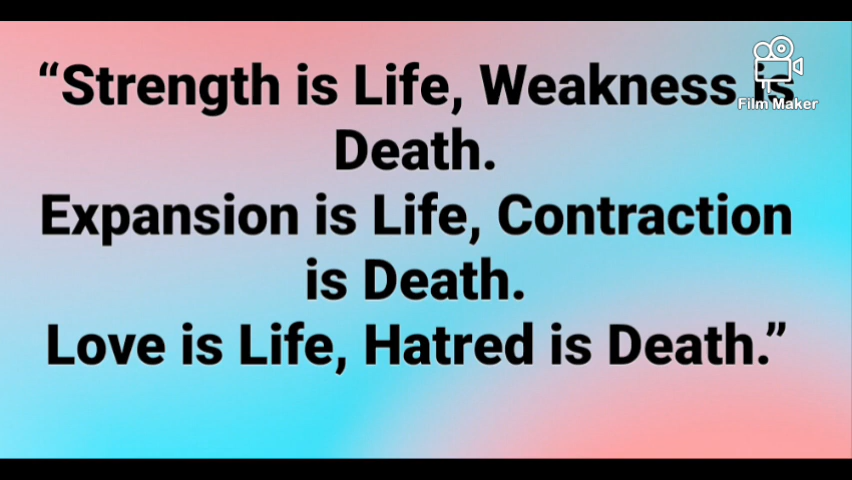 “Strength is Life, Weakness is
Death.
Expansion is Life, Contraction
is Death.
Love is Life, Hatred is Death.”
Film Maker